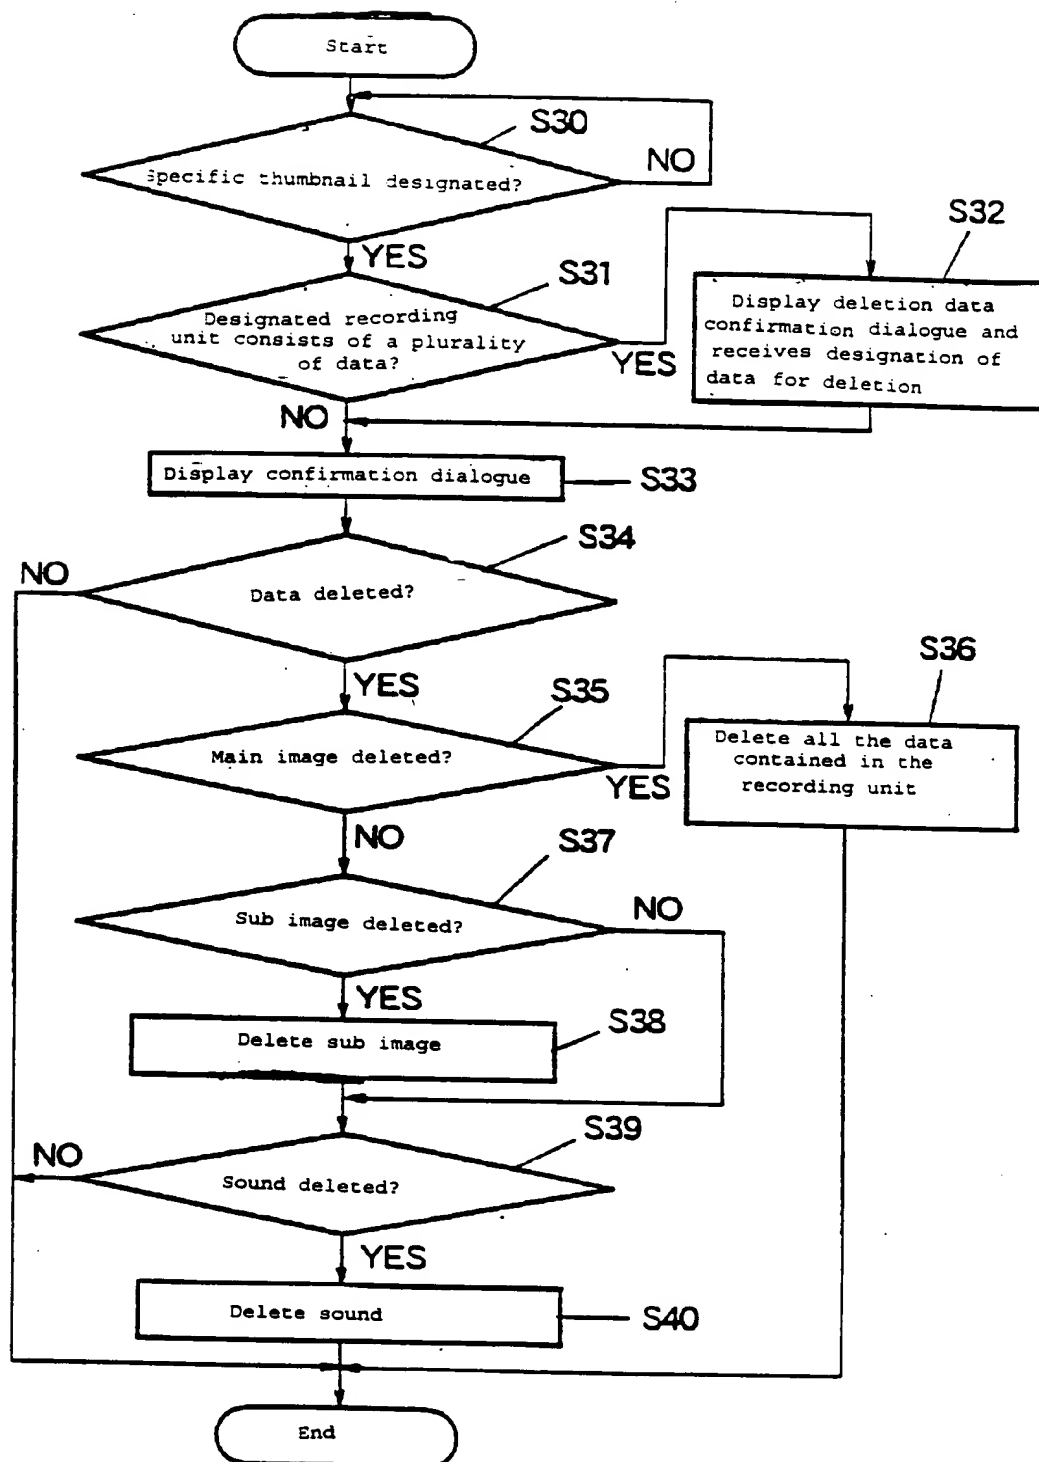 Start
S30
Specific thumbnail designated?
NO
YES
S31
Designated recording
unit consists of a plurality
of data?
YES
S32
Display deletion data
confirmation dialogue and
receives designation of
data for deletion
NO
Display confirmation dialogue
S33
S34
NO
Data deleted?
YES
S35
Main image deleted?
YES
S36
Delete all the data
contained in the
recording unit
NO
S37
Sub image deleted?
NO
YES
Delete sub image
S38
S39
NO
Sound deleted?
YES
Delete sound
S40
End